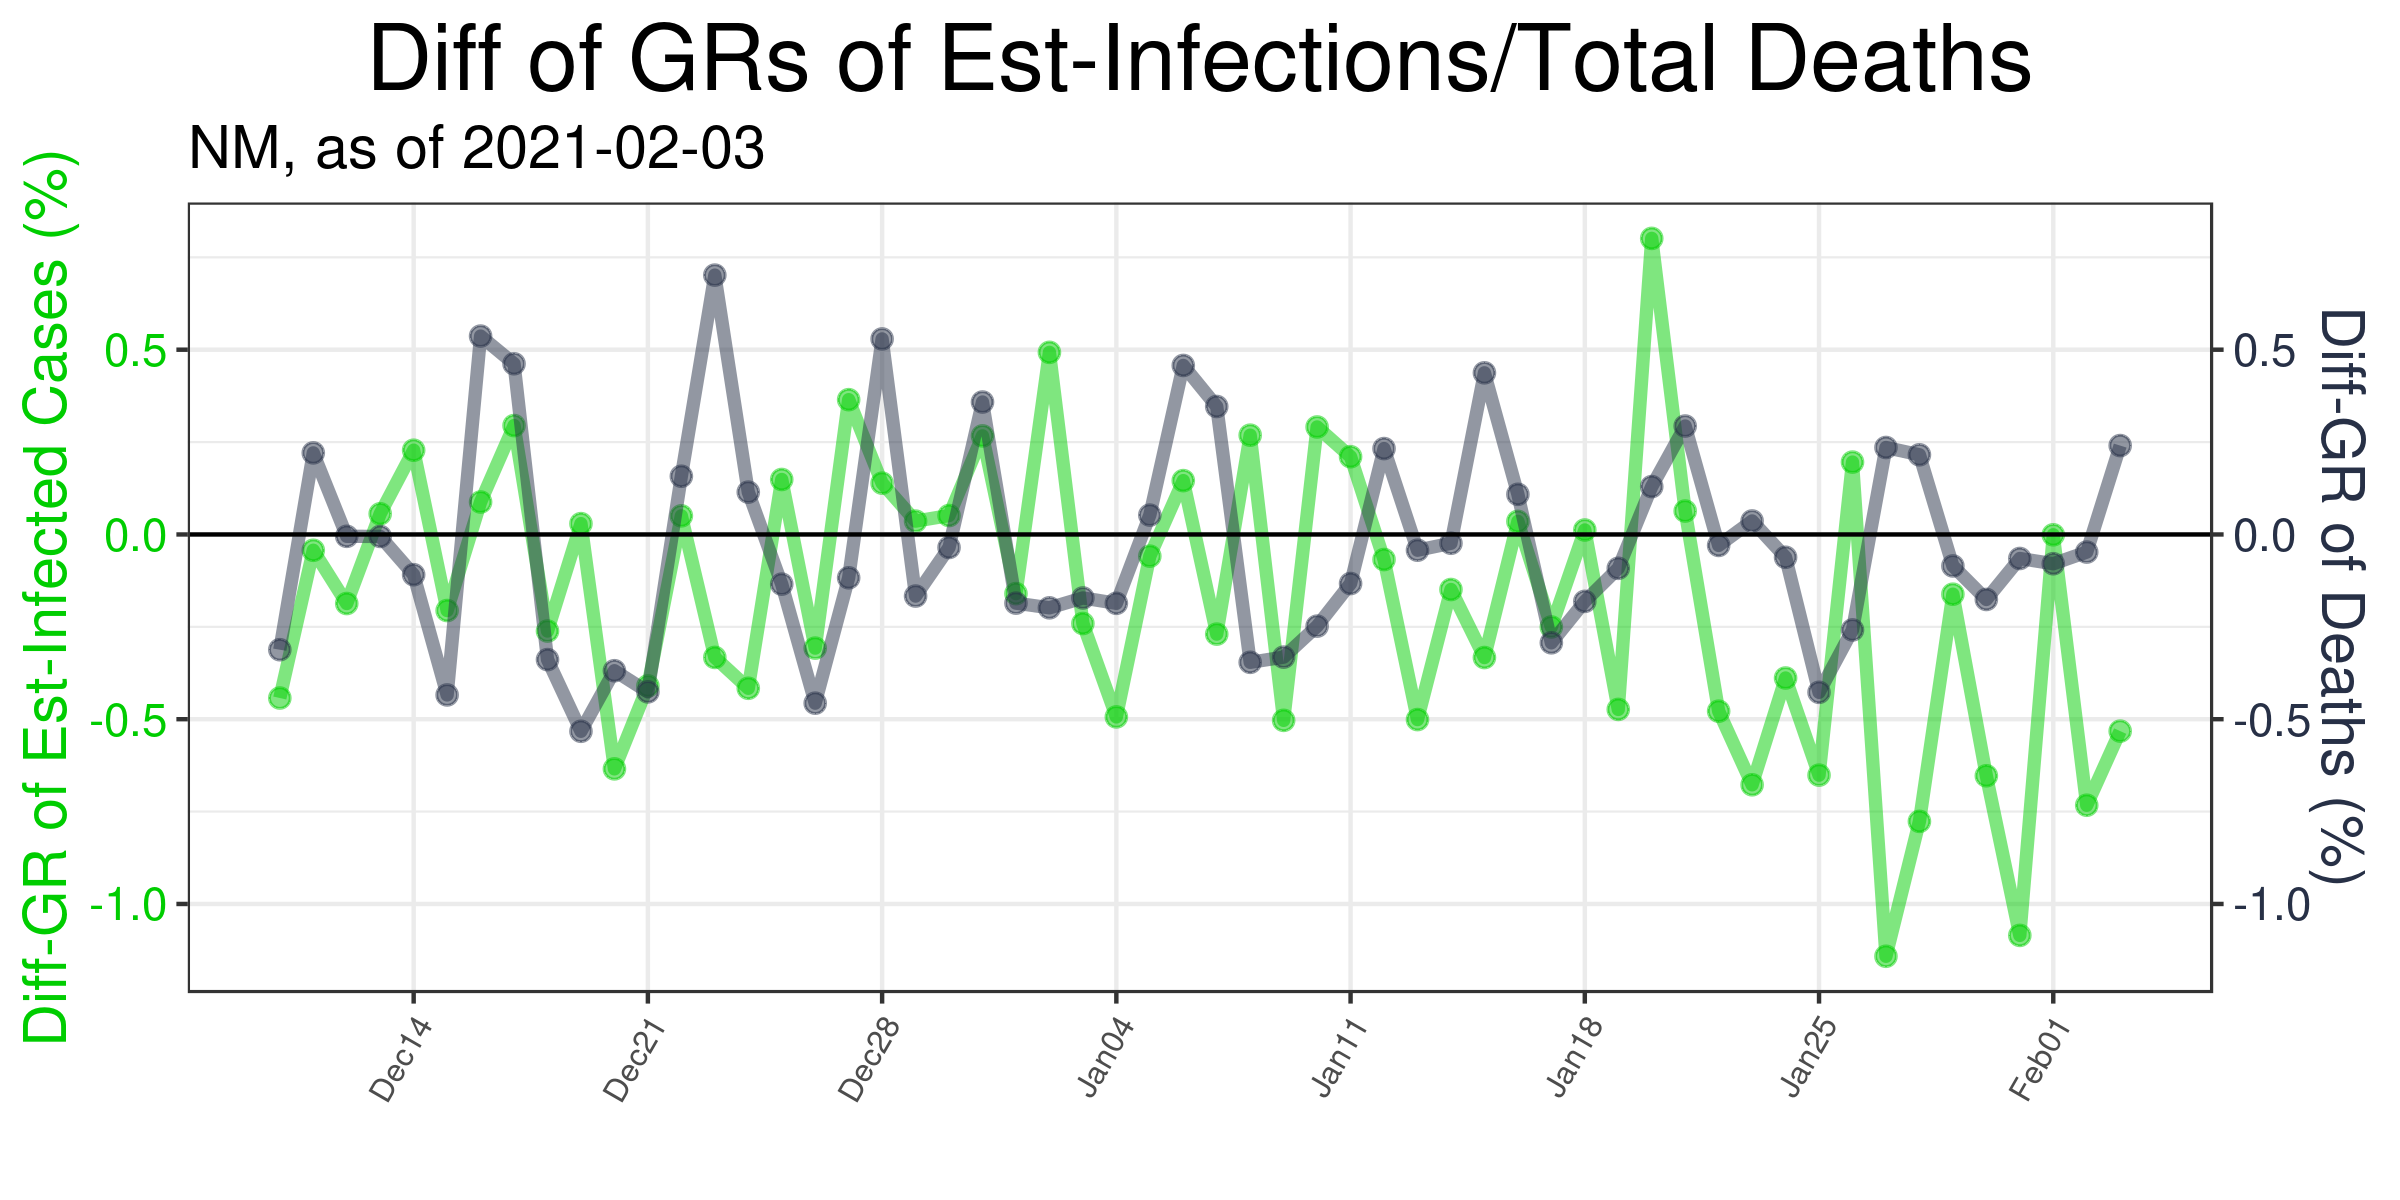 Diff of GRs of Est-Infections/Total Deaths
NM, as of 2021-02-03
Diff-GR of Est-Infected Cases (%)
0.5
0.0
-0.5
-1.0
0.5
0.0
-0.5
-1.0
Diff-GR of Deaths (%)
Dec14
Dec21
Dec28
Jan04
Jan11
Jan18
Jan25
Feb01